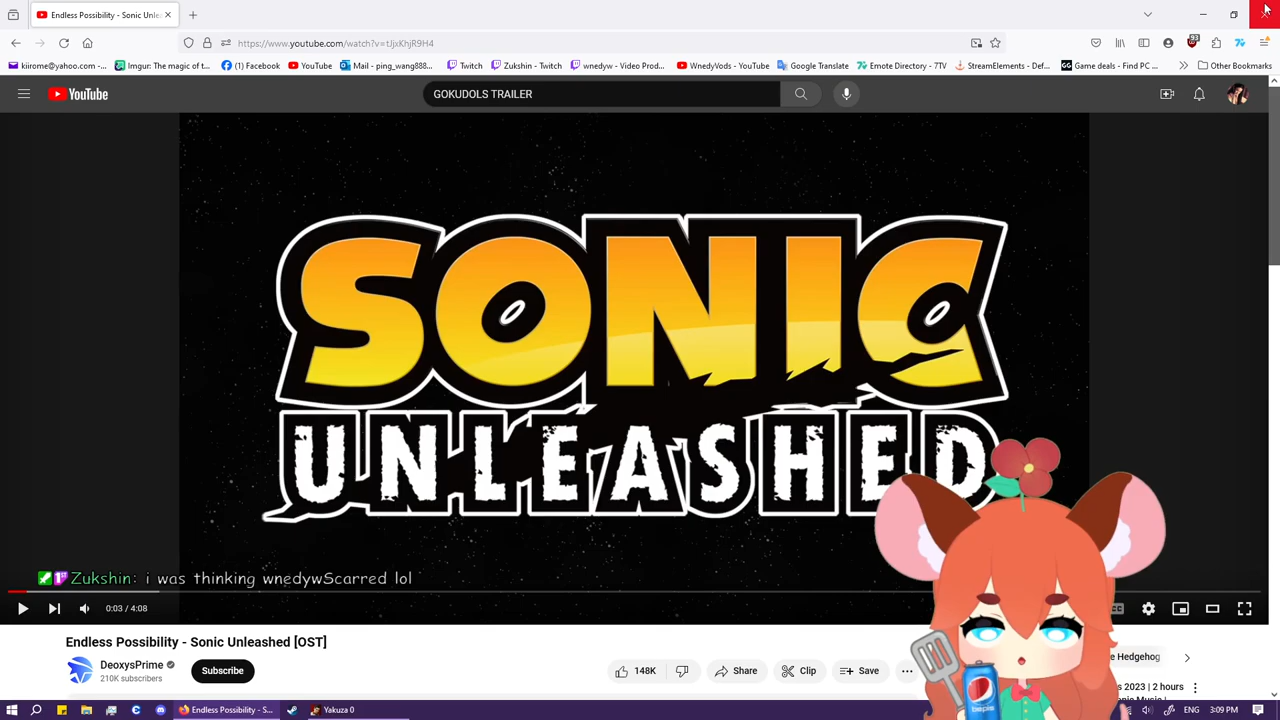 Endless Possibility - Sonic Unlea
https://www.youtube.com/watch?v=tJjxKhjR9H4
23
kiirome@yahoo.com -...
Imgur: The magic of t...
(1) Facebook
YouTube
Mail - ping_wang888...
Twitch
Zukshin - Twitch
wnedyw - Video Prod...
WnedyVods - YouTube
Google Translate
Emote Directory - 7TV
StreamElements - Def...
Game deals - Find PC ...
Other Bookmarks
YouTube
GOKUDOLS TRAILER
SONIC
UNLEASHED
Zukshin: i was thinking wnedywScarred lol
0:03 / 4:08
Endless Possibility - Sonic Unleashed [OST]
DeoxysPrime
210K subscribers
Subscribe
148K
Share
Clip
Save
e Hedgehog
s 2023 | 2 hours
pepsi
Endless Possibility - S...
Yakuza 0
ENG
3:09 PM